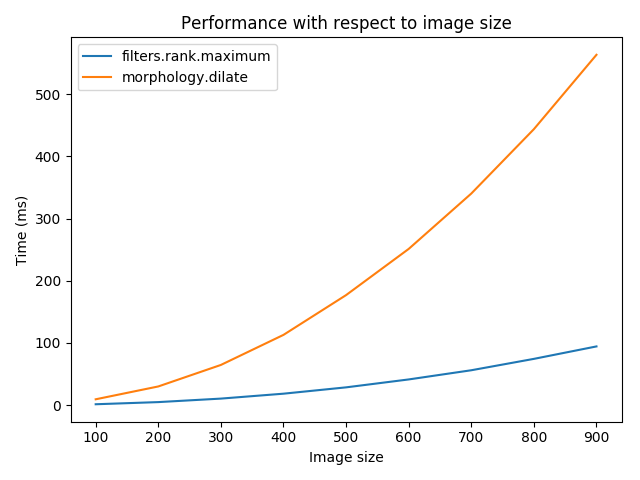 Performance with respect to image size
filters.rank.maximum
morphology.dilate
Time (ms)
500
400
300
200
100
0
100 200 300 400 500 600 700 800 900
Image size